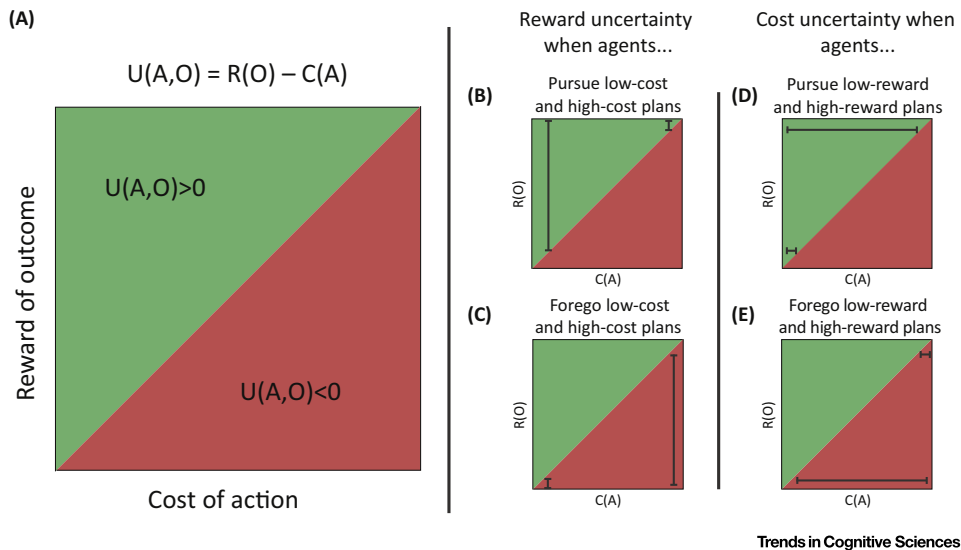 (A)
U(A,O) = R(O) – C(A)
U(A,O)>0
U(A,O)<0
Reward of outcome
Cost of action
Reward uncertainty
when agents...
(B)
Pursue low-cost
and high-cost plans
R(O)
C(A)
(C)
Forego low-cost
and high-cost plans
R(O)
C(A)
Cost uncertainty when
agents...
(D)
Pursue low-reward
and high-reward plans
R(O)
C(A)
(E)
Forego low-reward
and high-reward plans
R(O)
C(A)
Trends in Cognitive Sciences